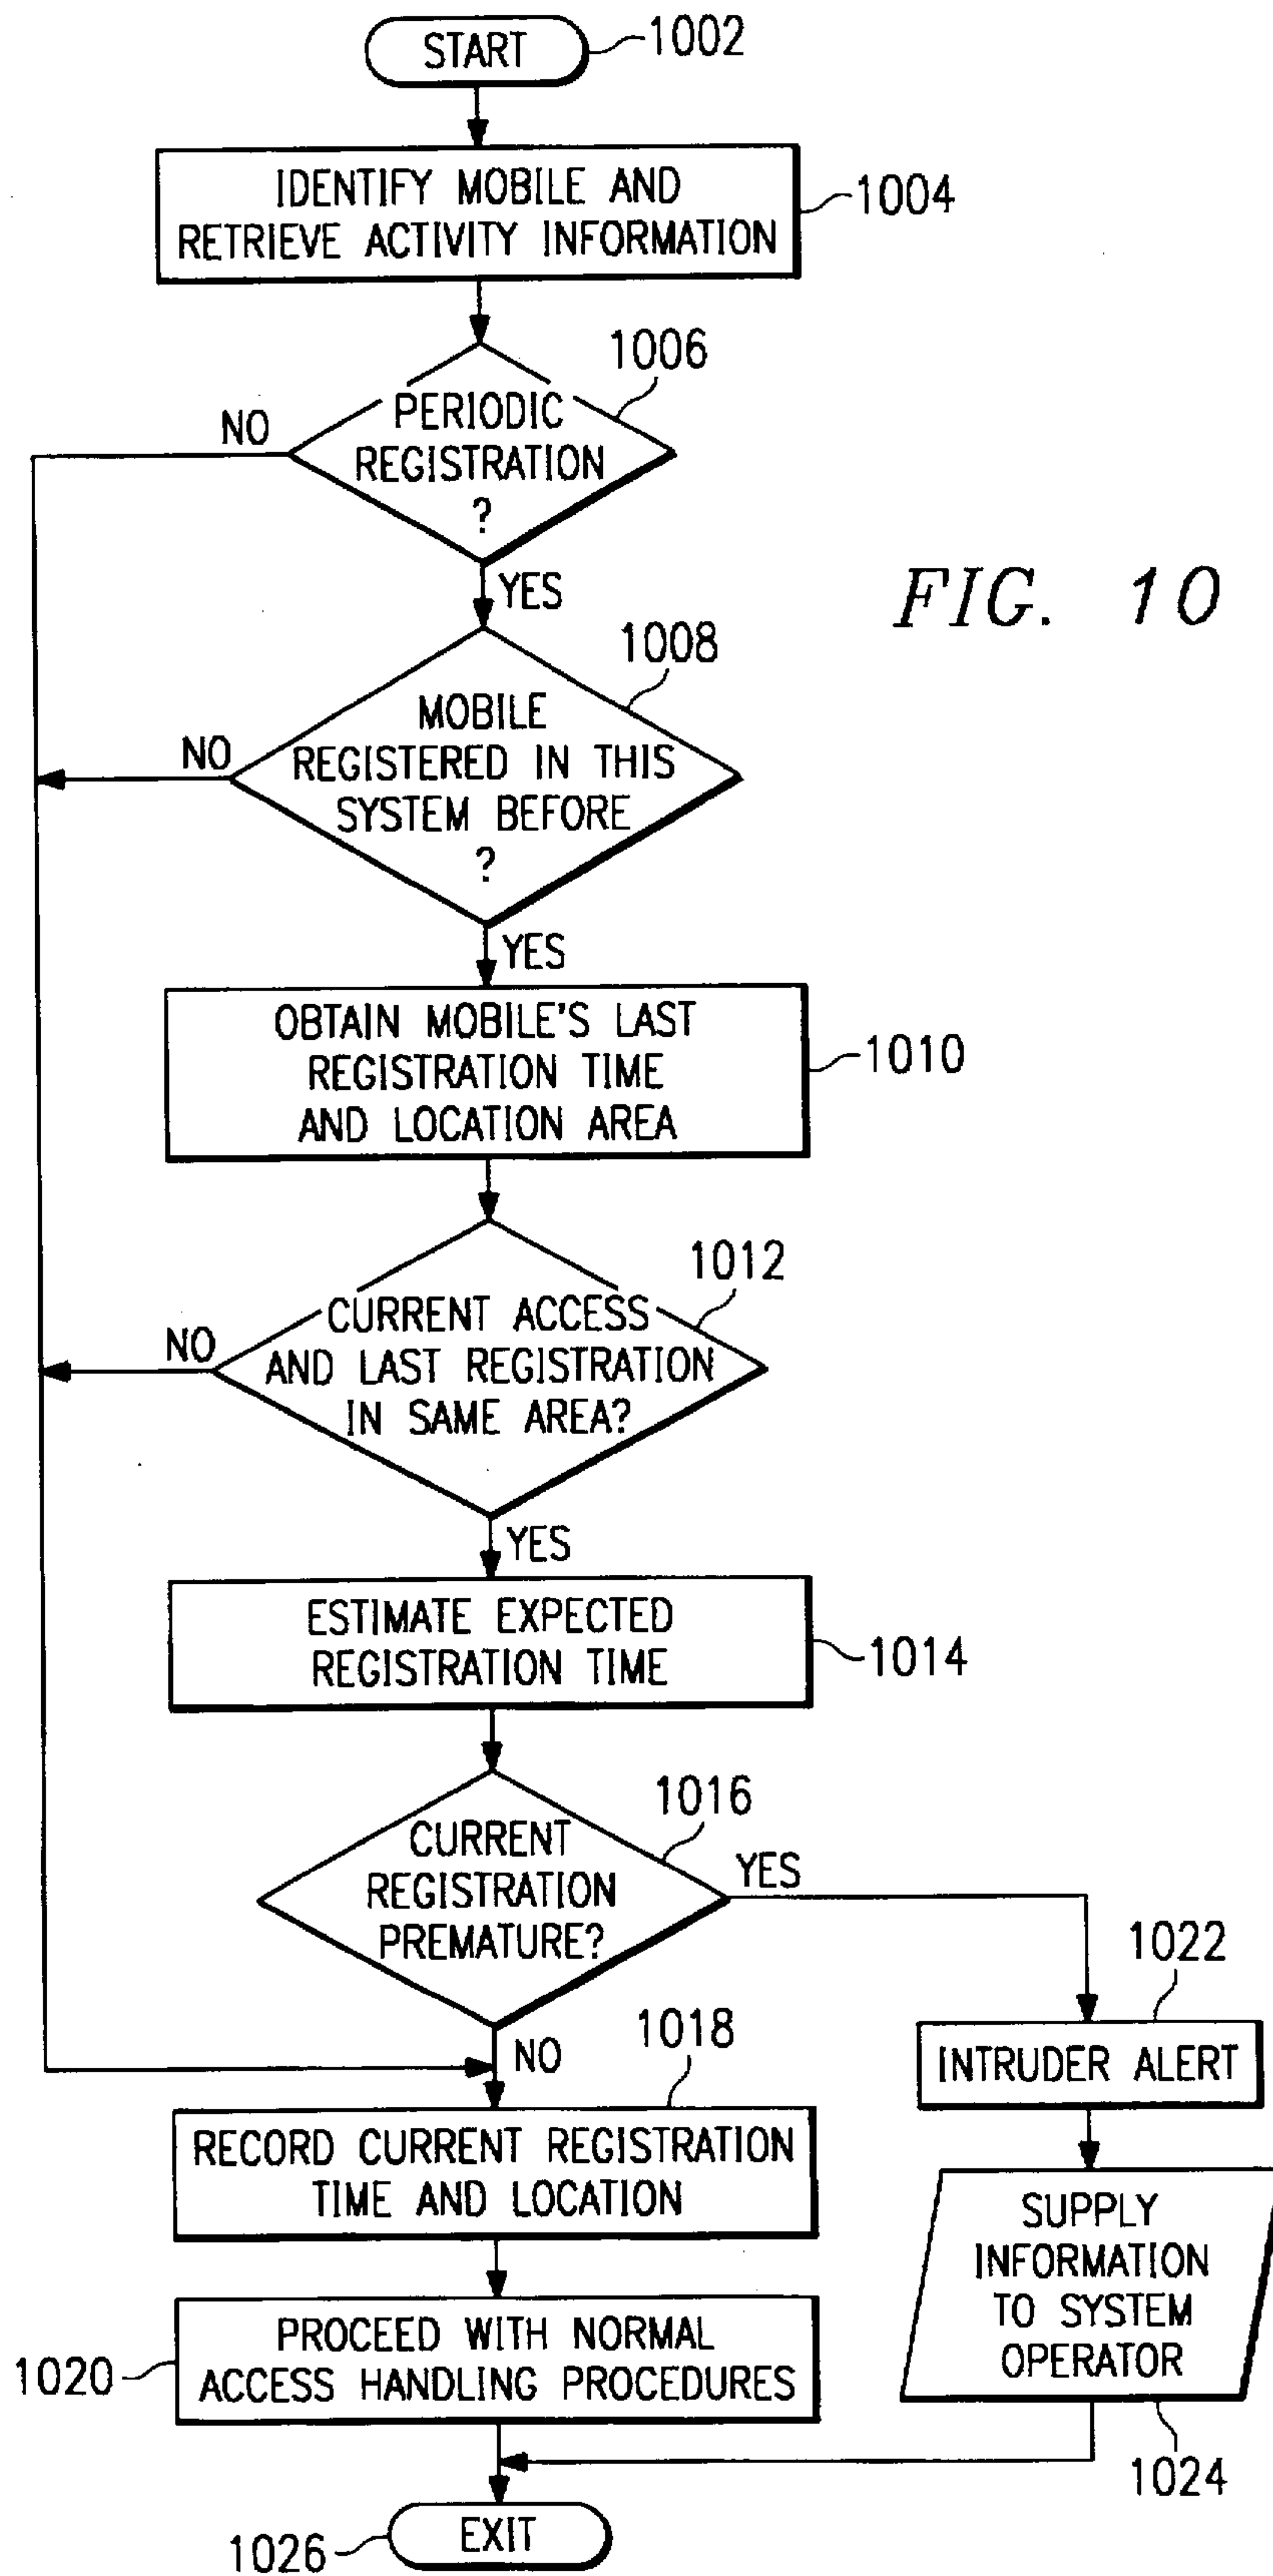 START
1002
IDENTIFY MOBILE AND
RETRIEVE ACTIVITY INFORMATION
1004
1006
PERIODIC
REGISTRATION
?
NO
YES
FIG. 10
1008
MOBILE
REGISTERED IN THIS
SYSTEM BEFORE
?
NO
YES
OBTAIN MOBILE'S LAST
REGISTRATION TIME
AND LOCATION AREA
1010
1012
CURRENT ACCESS
AND LAST REGISTRATION
IN SAME AREA?
NO
YES
ESTIMATE EXPECTED
REGISTRATION TIME
1014
1016
CURRENT
REGISTRATION
PREMATURE?
YES
NO
1022
INTRUDER ALERT
1018
RECORD CURRENT REGISTRATION
TIME AND LOCATION
SUPPLY
INFORMATION
TO SYSTEM
OPERATOR
1024
PROCEED WITH NORMAL
ACCESS HANDLING PROCEDURES
1020
EXIT
1026